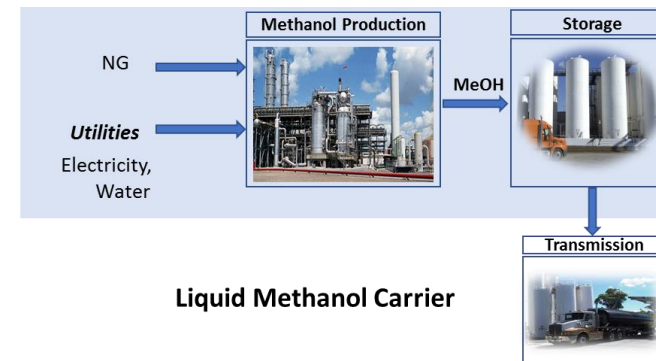 Methanol Production
Storage
NG
MeOH
Utilities
Electricity,
Water
Transmission
Liquid Methanol Carrier